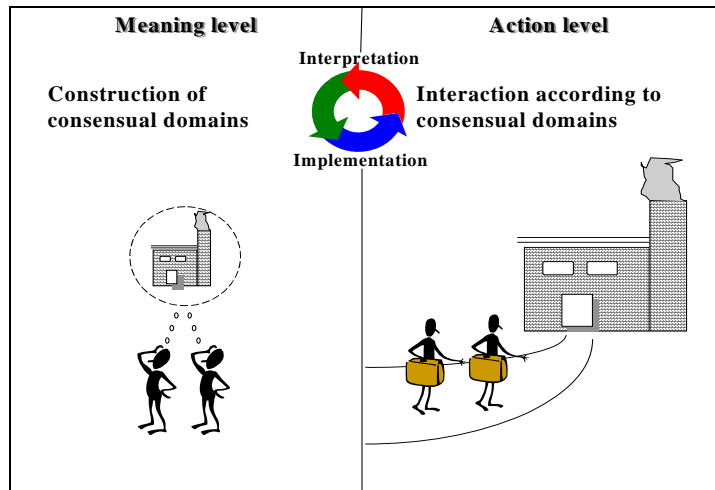 Meaning level
Action level
Interpretation
Construction of
consensual domains
Interaction according to
consensual domains
Implementation